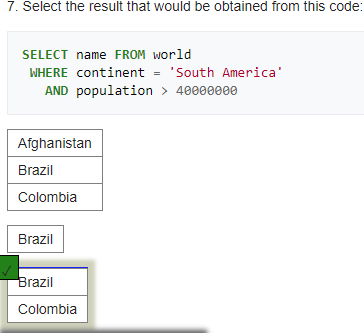 7. Select the result that would be obtained from this code:
SELECT name FROM world
WHERE continent = 'South America'
AND population > 40000000
Afghanistan
Brazil
Colombia
Brazil
Brazil
Colombia